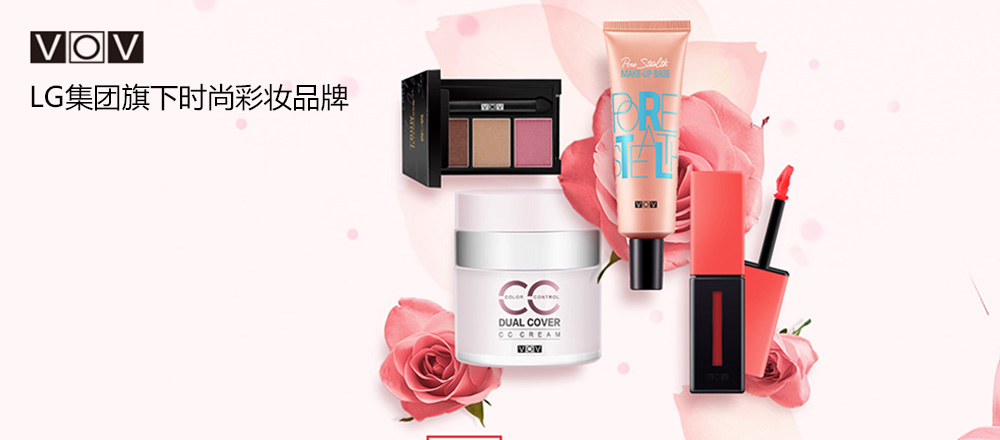 VOV
LG集团旗下时尚彩妆品牌
VOV
Pore Stealth
MAKE-UP BASE
PORE
STEALTH
VOV
CC
COLOR CONTROL
DUAL COVER
CC CREAM
VOV
VOV